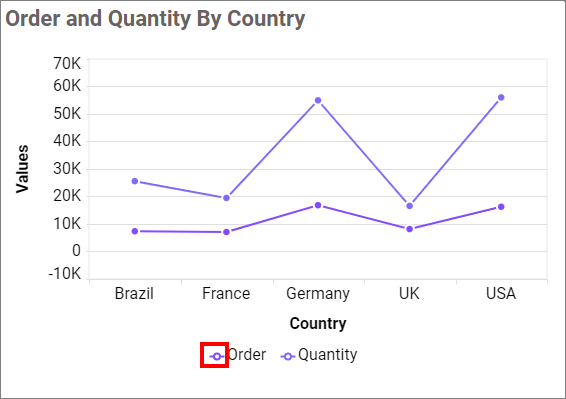 Order and Quantity By Country
70K
60K
50K
40K
30K
20K
10K
0
-10K
Values
Brazil France Germany UK USA
Country
Order Quantity